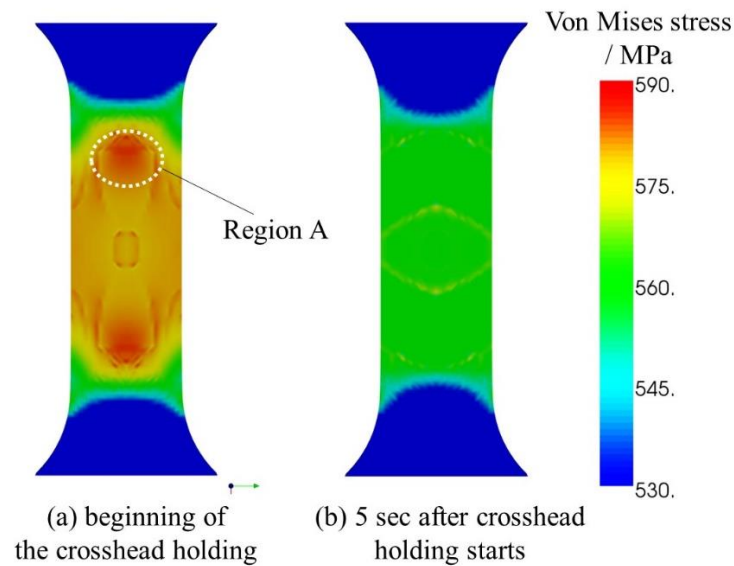 Von Mises stress
/ MPa
590.
575.
560.
545.
530.
Region A
(a) beginning of
the crosshead holding
(b) 5 sec after crosshead
holding starts